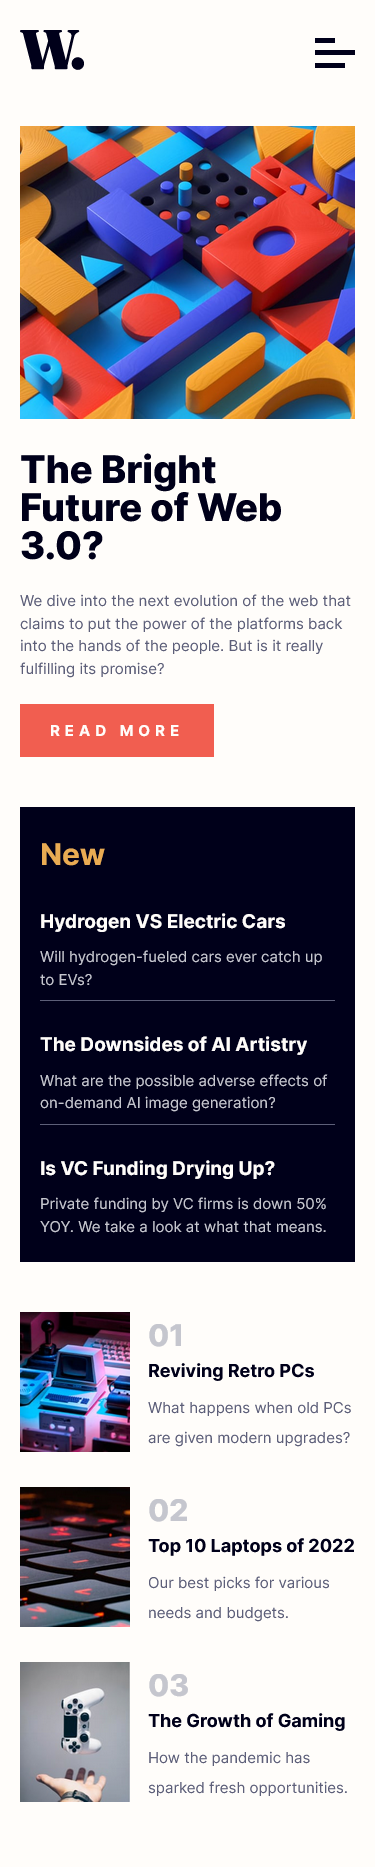 W.
The Bright
Future of Web
3.0?
We dive into the next evolution of the web that
claims to put the power of the platforms back
into the hands of the people. But is it really
fulfilling its promise?
READ MORE
New
Hydrogen VS Electric Cars
Will hydrogen-fueled cars ever catch up
to EVs?
The Downsides of AI Artistry
What are the possible adverse effects of
on-demand AI image generation?
Is VC Funding Drying Up?
Private funding by VC firms is down 50%
YOY. We take a look at what that means.
01
Reviving Retro PCs
What happens when old PCs
are given modern upgrades?
02
Top 10 Laptops of 2022
Our best picks for various
needs and budgets.
03
The Growth of Gaming
How the pandemic has
sparked fresh opportunities.